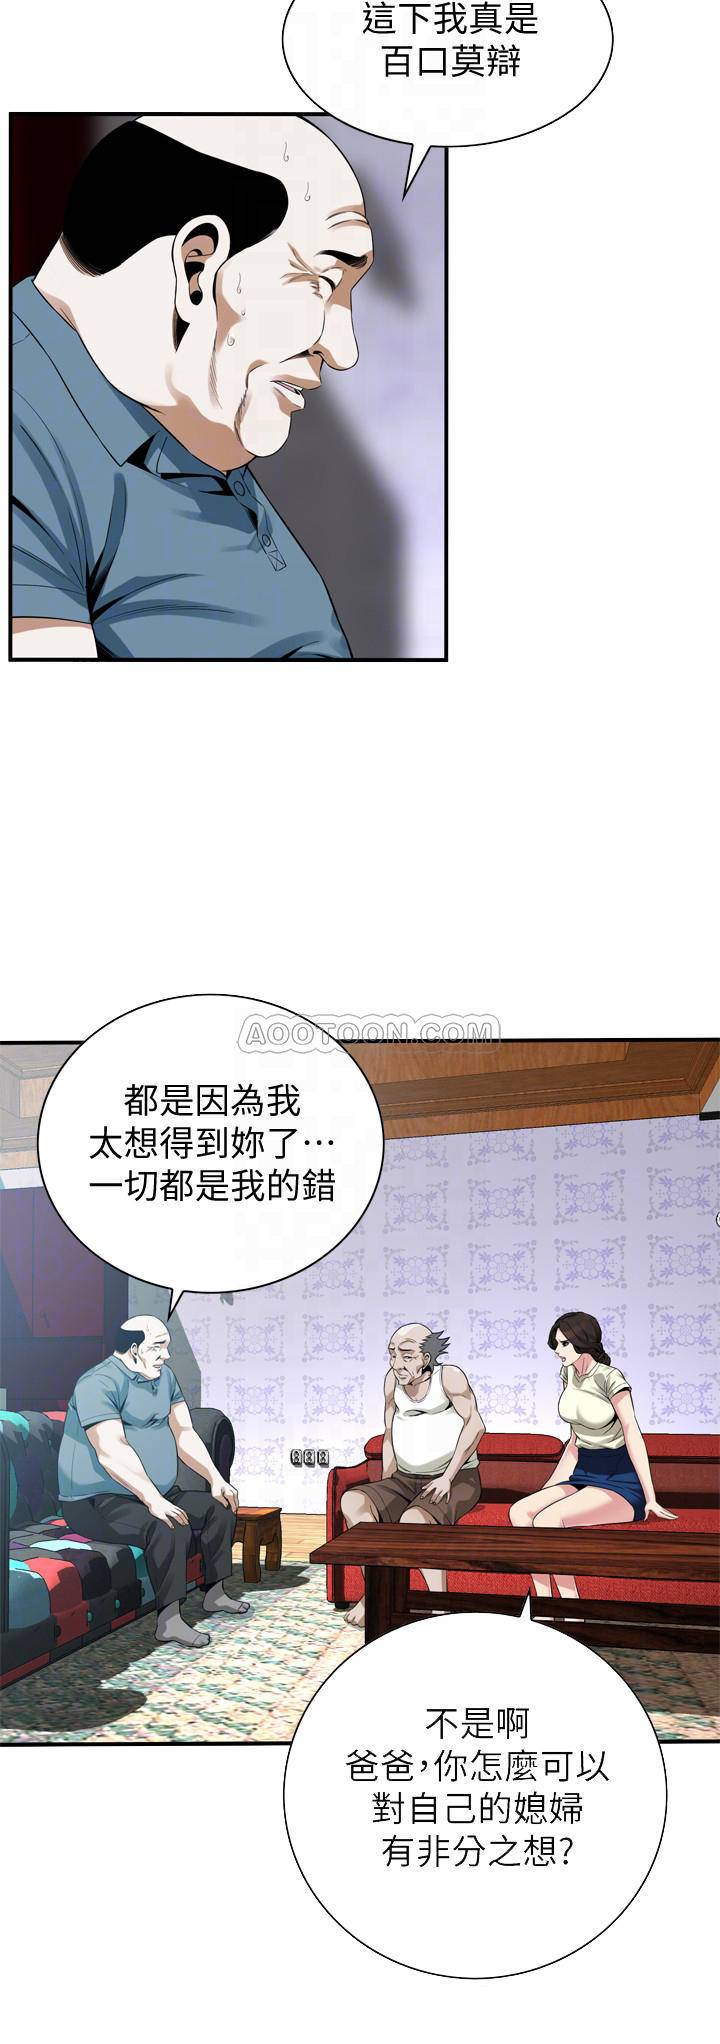 這下我真是
百口莫辯
AOOTOON.COM
都是因為我
太想得到妳了…
一切都是我的錯
不是啊
爸爸,你怎麼可以
對自己的媳婦
有非分之想?